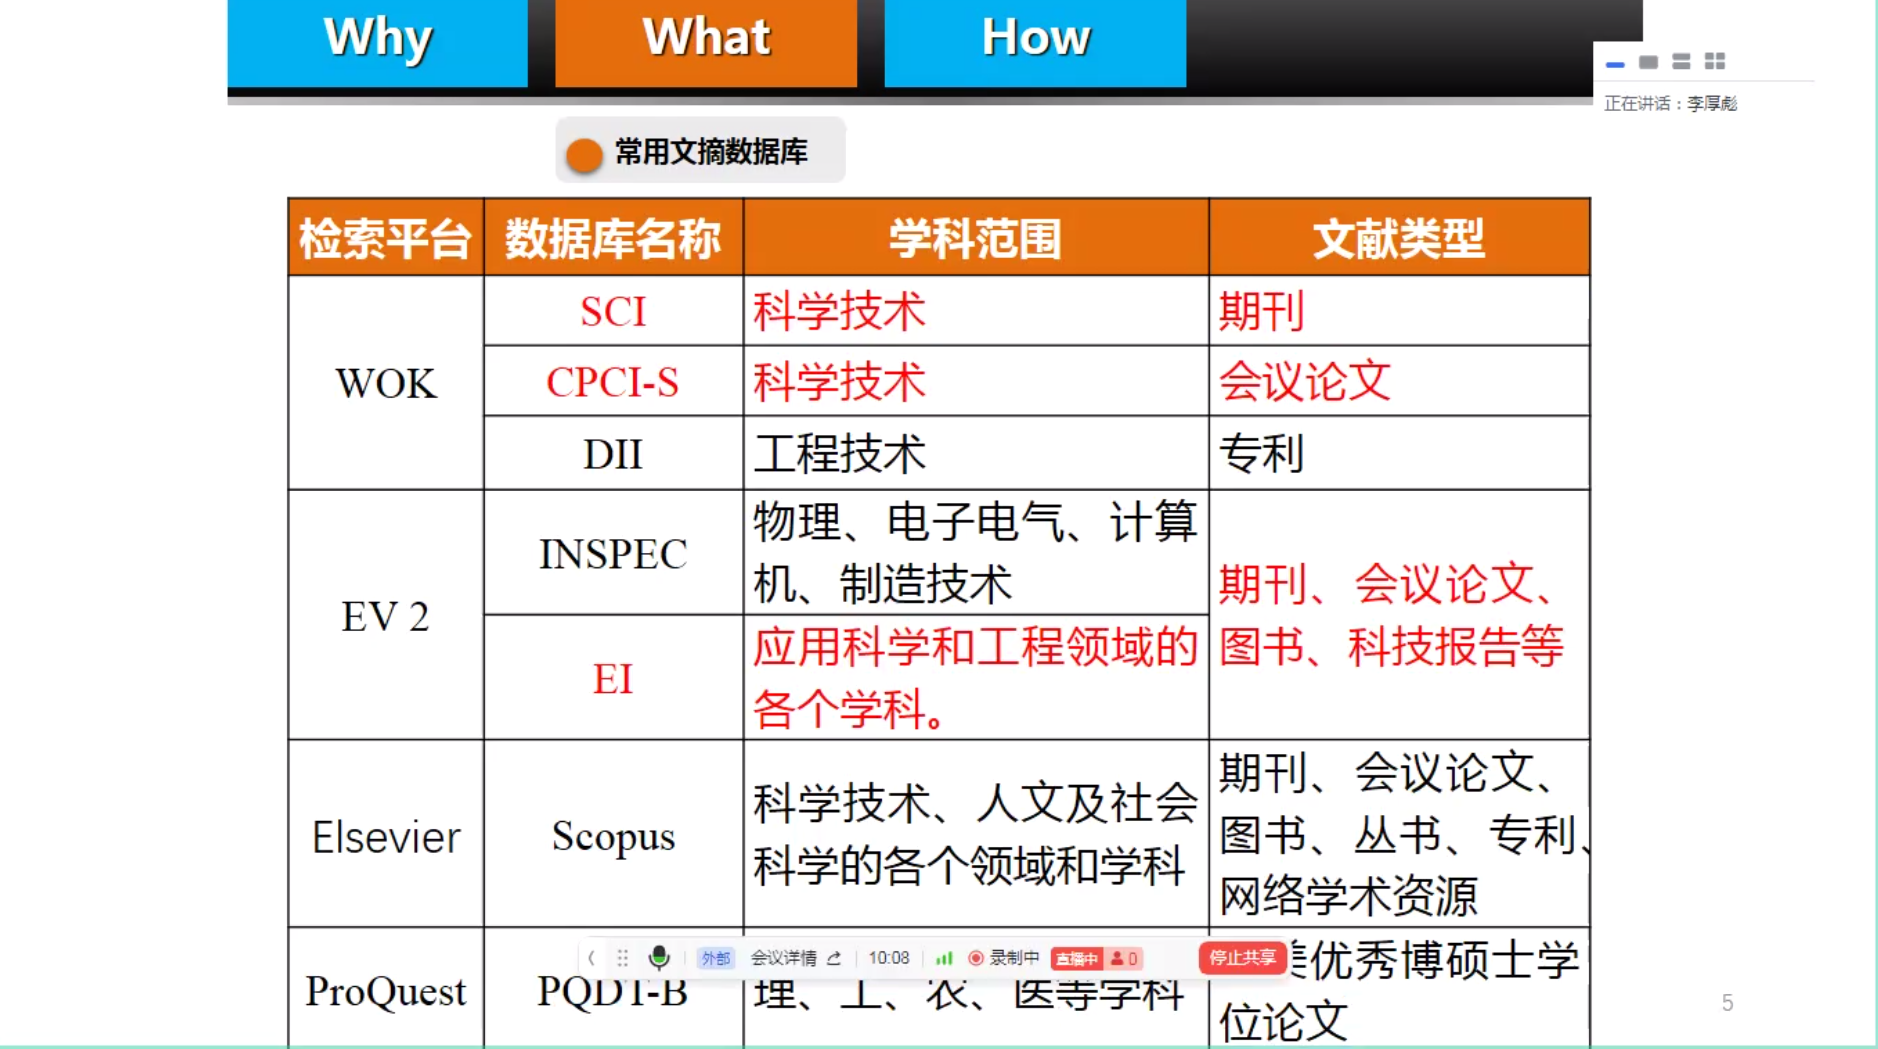 Why
What
How
正在讲话：李厚彪
常用文摘数据库
检索平台 数据库名称 学科范围 文献类型
WOK
SCI 科学技术 期刊
CPCI-S 科学技术 会议论文
DII 工程技术 专利
EV 2
INSPEC
物理、电子电气、计算
机、制造技术
EI
应用科学和工程领域的
各个学科。
期刊、会议论文、
图书、科技报告等
Elsevier
Scopus
科学技术、人文及社会
科学的各个领域和学科
期刊、会议论文、
图书、丛书、专利、
网络学术资源
ProQuest
PQDT-B
理、工、农、医等学科
美优秀博硕士学
位论文
外部 会议详情 10:08 录制中 直播中 0 停止共享
5